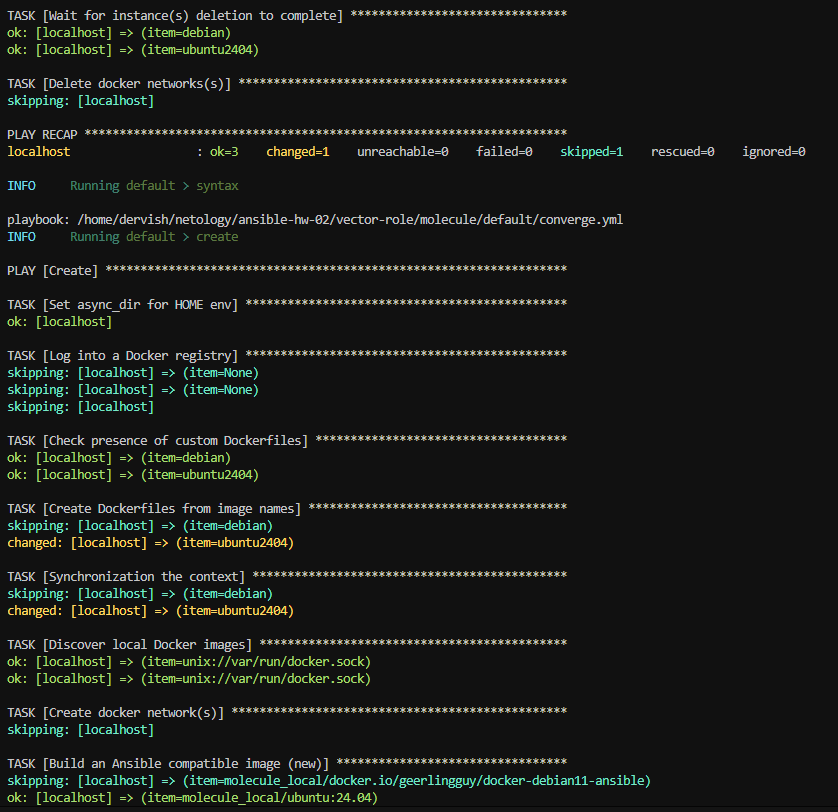 TASK [Wait for instance(s) deletion to complete] *******************************
ok: [localhost] => (item=debian)
ok: [localhost] => (item=ubuntu2404)
TASK [Delete docker networks(s)] ***********************************************
skipping: [localhost]
PLAY RECAP *********************************************************************
localhost                  : ok=3    changed=1    unreachable=0    failed=0    skipped=1    rescued=0    ignored=0
INFO     Running default > syntax
playbook: /home/dervish/netology/ansible-hw-02/vector-role/molecule/default/converge.yml
INFO     Running default > create
PLAY [Create] ******************************************************************
TASK [Set async_dir for HOME env] **********************************************
ok: [localhost]
TASK [Log into a Docker registry] **********************************************
skipping: [localhost] => (item=None)
skipping: [localhost] => (item=None)
skipping: [localhost]
TASK [Check presence of custom Dockerfiles] ************************************
ok: [localhost] => (item=debian)
ok: [localhost] => (item=ubuntu2404)
TASK [Create Dockerfiles from image names] *************************************
skipping: [localhost] => (item=debian)
changed: [localhost] => (item=ubuntu2404)
TASK [Synchronization the context] *********************************************
skipping: [localhost] => (item=debian)
changed: [localhost] => (item=ubuntu2404)
TASK [Discover local Docker images] ********************************************
ok: [localhost] => (item=unix://var/run/docker.sock)
ok: [localhost] => (item=unix://var/run/docker.sock)
TASK [Create docker network(s)] ************************************************
skipping: [localhost]
TASK [Build an Ansible compatible image (new)] *********************************
skipping: [localhost] => (item=molecule_local/docker.io/geerlingguy/docker-debian11-ansible)
ok: [localhost] => (item=molecule_local/ubuntu:24.04)